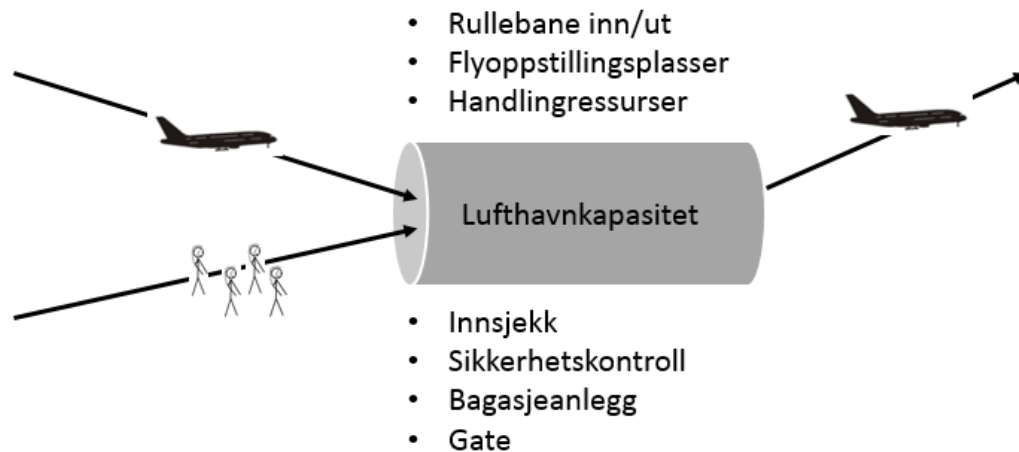 • Rullebane inn/ut
• Flyoppstillingsplasser
• Handlingressurser
Lufthavnkapasitet
• Innsjekk
• Sikkerhetskontroll
• Bagasjeanlegg
• Gate